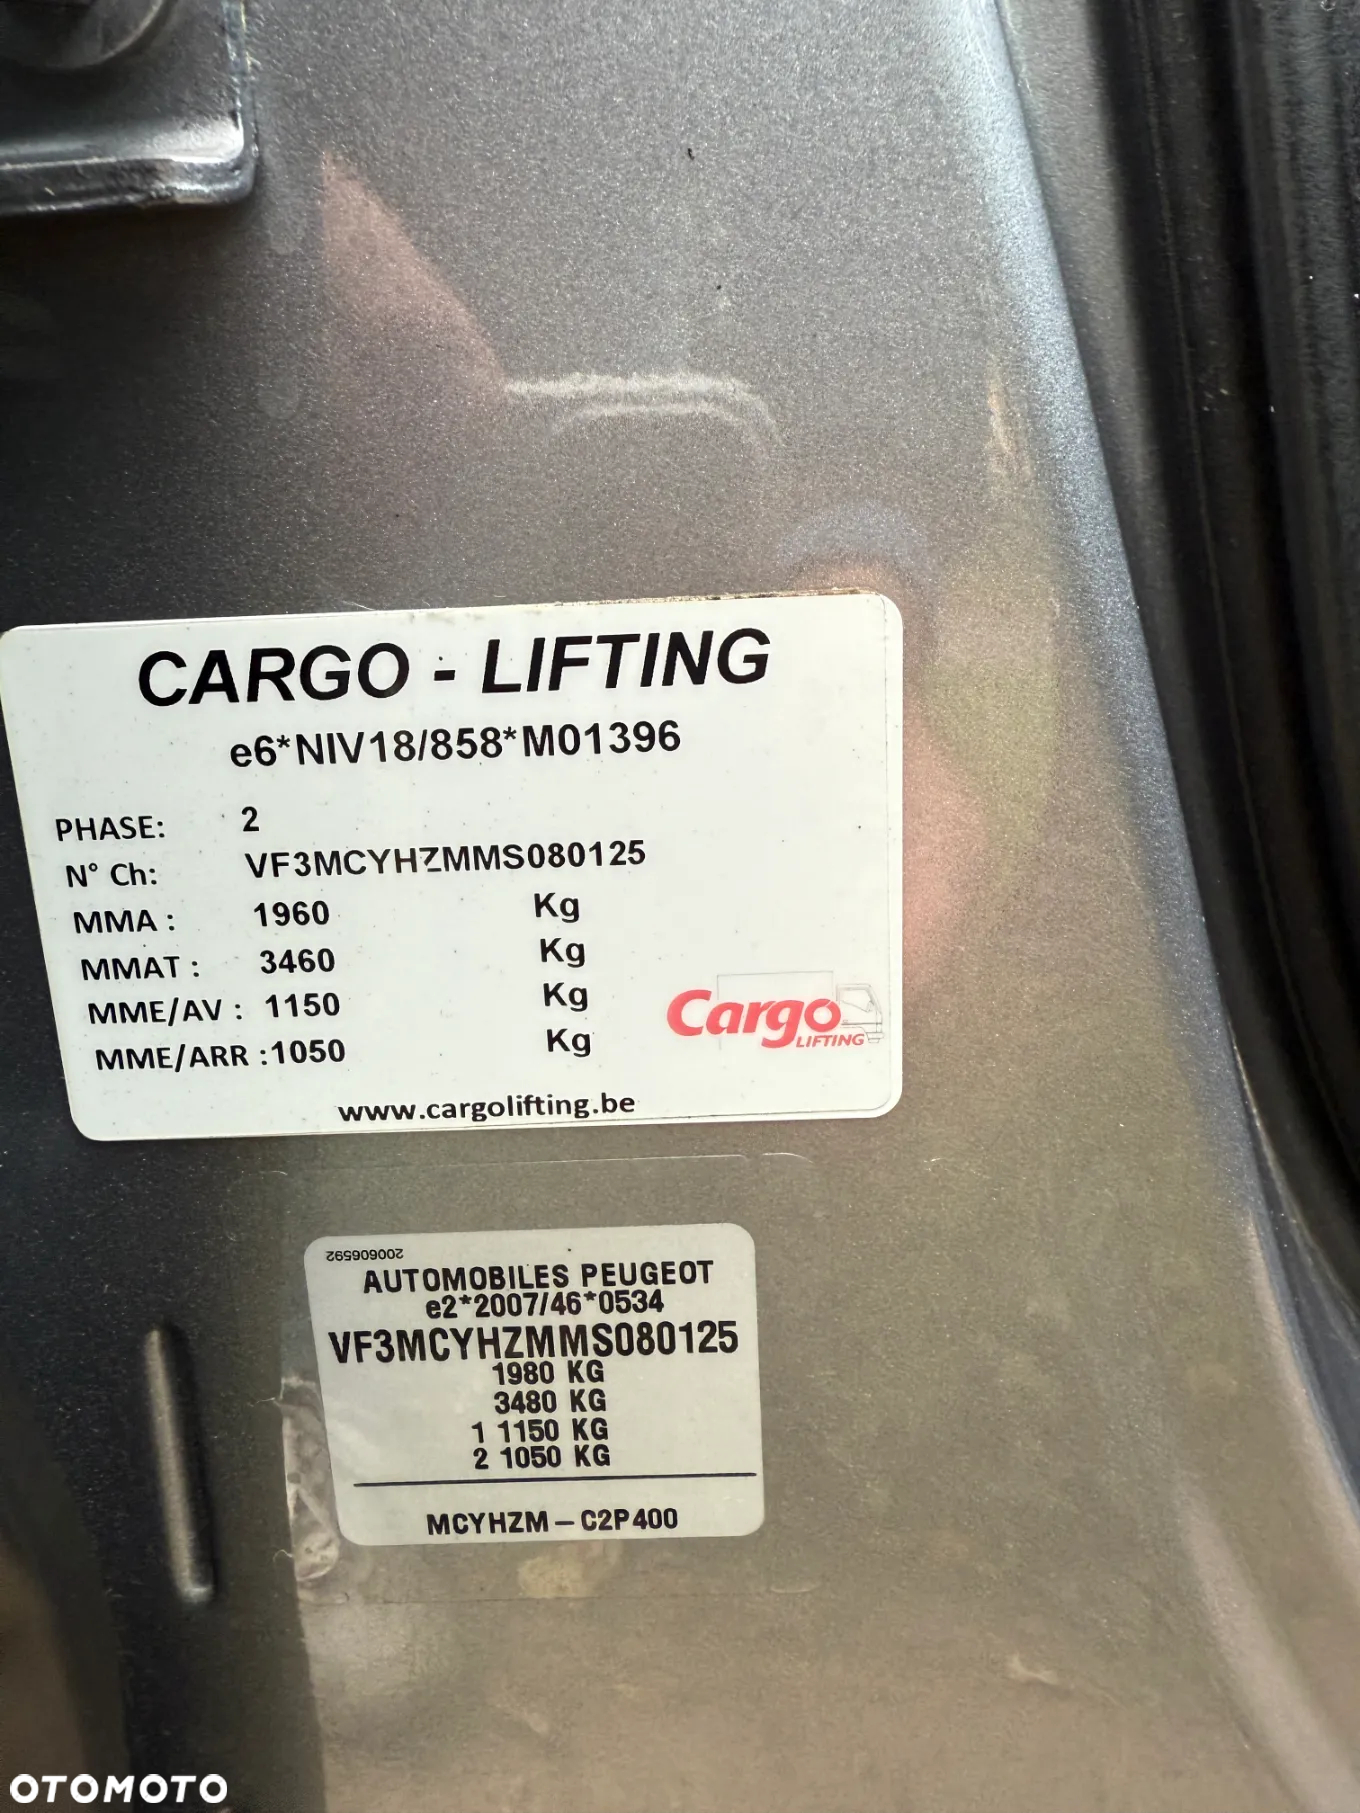 CARGO - LIFTING
e6*NIV18/858*M01396
PHASE: 2
N° Ch: VF3MCYHZMMS080125
MMA : 1960 Kg
MMAT : 3460 Kg
MME/AV : 1150 Kg
MME/ARR : 1050 Kg
Cargo
LIFTING
www.cargolifting.be
200606592
AUTOMOBILES PEUGEOT
e2*2007/46*0534
VF3MCYHZMMS080125
1980 KG
3480 KG
1 1150 KG
2 1050 KG
MCYHZM – C2P400
OTOMOTO